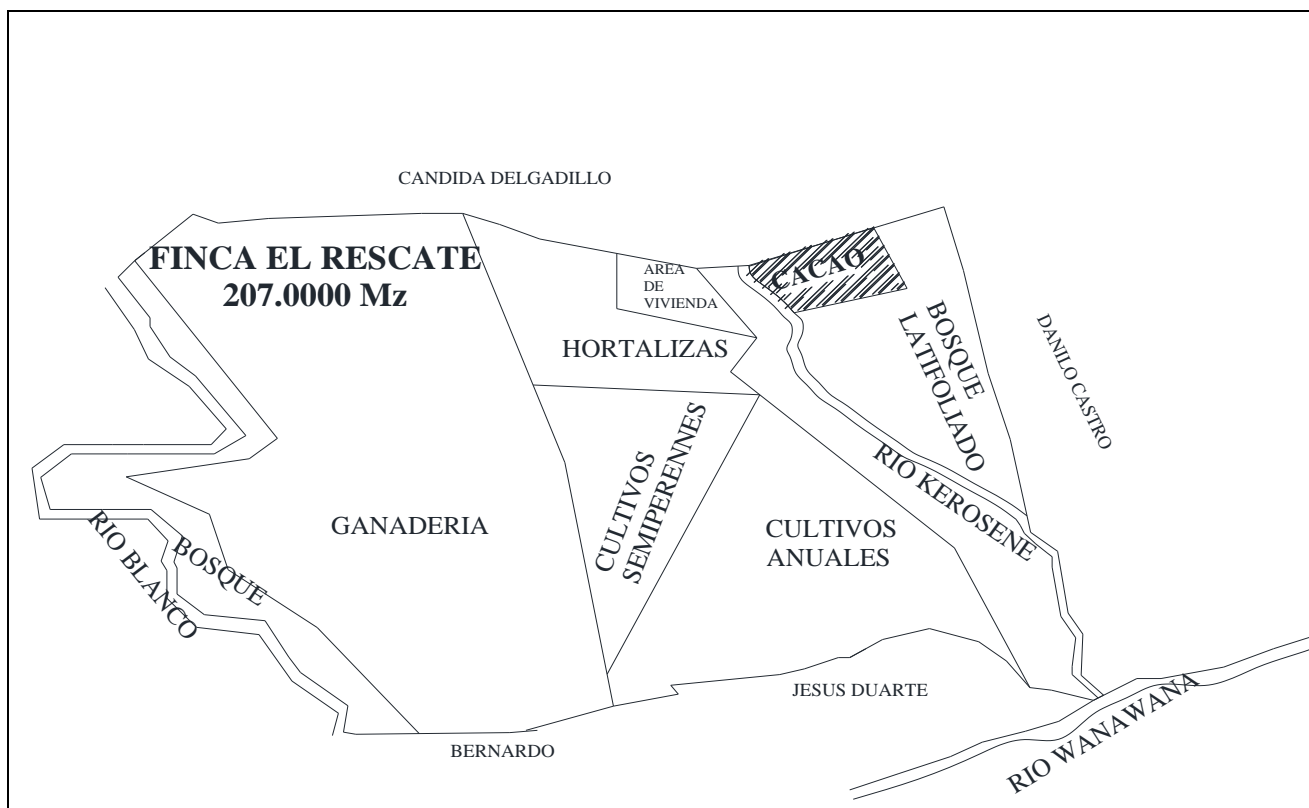 CANDIDA DELGADILLO
FINCA EL RESCATE
207.0000 Mz
AREA
DE
VIVIENDA
CACAO
HORTALIZAS
BOSQUE
LATIFOLIADO
DANILO CASTRO
CULTIVOS
SEMIPERENNES
RIO KEROSENE
GANADERIA
CULTIVOS
ANUALES
RIO BLANCO
BOSQUE
JESUS DUARTE
RIO WANAWANA
BERNARDO